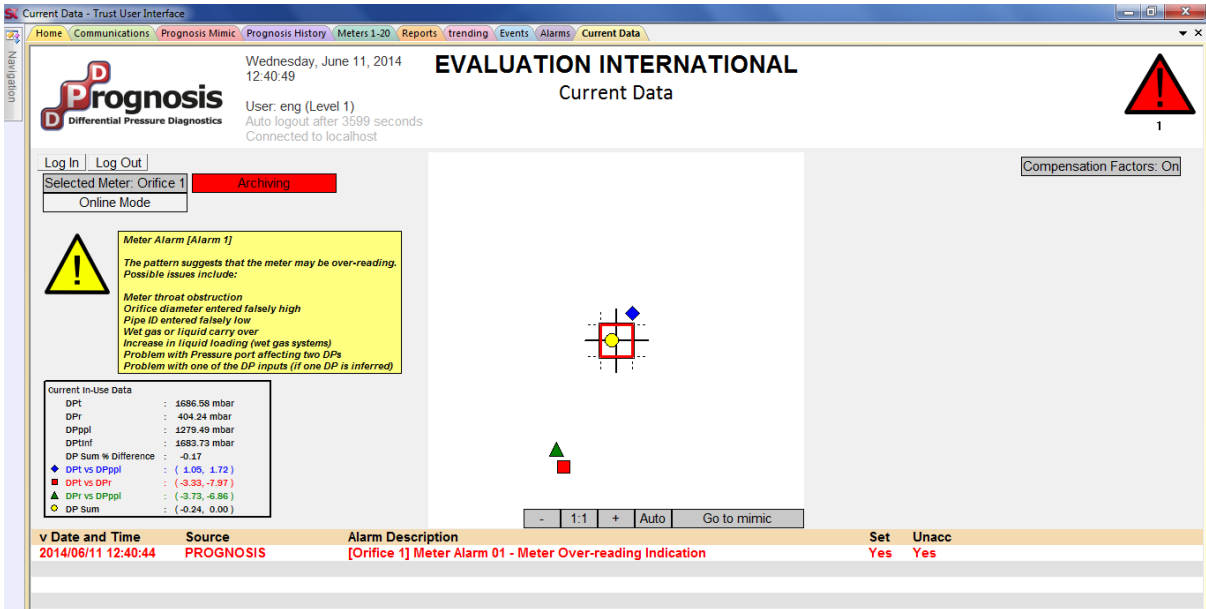 Current Data - Trust User Interface
Home Communications Prognosis Mimic Prognosis History Meters 1-20 Reports trending Events Alarms Current Data
Navigation
DP Prognosis
D Differential Pressure Diagnostics
Wednesday, June 11, 2014
12:40:49
User: eng (Level 1)
Auto logout after 3599 seconds
Connected to localhost
EVALUATION INTERNATIONAL
Current Data
!
1
Log In Log Out
Selected Meter: Orifice 1 Archiving
Online Mode
Compensation Factors: On
!
Meter Alarm [Alarm 1]
The pattern suggests that the meter may be over-reading.
Possible issues include:
Meter throat obstruction
Orifice diameter entered falsely high
Pipe ID entered falsely low
Wet gas or liquid carry over
Increase in liquid loading (wet gas systems)
Problem with Pressure port affecting two DPs
Problem with one of the DP inputs (if one DP is inferred)
Current In-Use Data
DPt : 1686.58 mbar
DPr : 404.24 mbar
DPppl : 1279.49 mbar
DPtinf : 1683.73 mbar
DP Sum % Difference : -0.17
DPt vs DPppl : ( 1.05, 1.72 )
DPt vs DPr : ( -3.33, -7.97 )
DPr vs DPppl : ( -3.73, -6.86 )
DP Sum : ( -0.24, 0.00 )
- 1:1 + Auto Go to mimic
v Date and Time Source Alarm Description Set Unacc
2014/06/11 12:40:44 PROGNOSIS [Orifice 1] Meter Alarm 01 - Meter Over-reading Indication Yes Yes